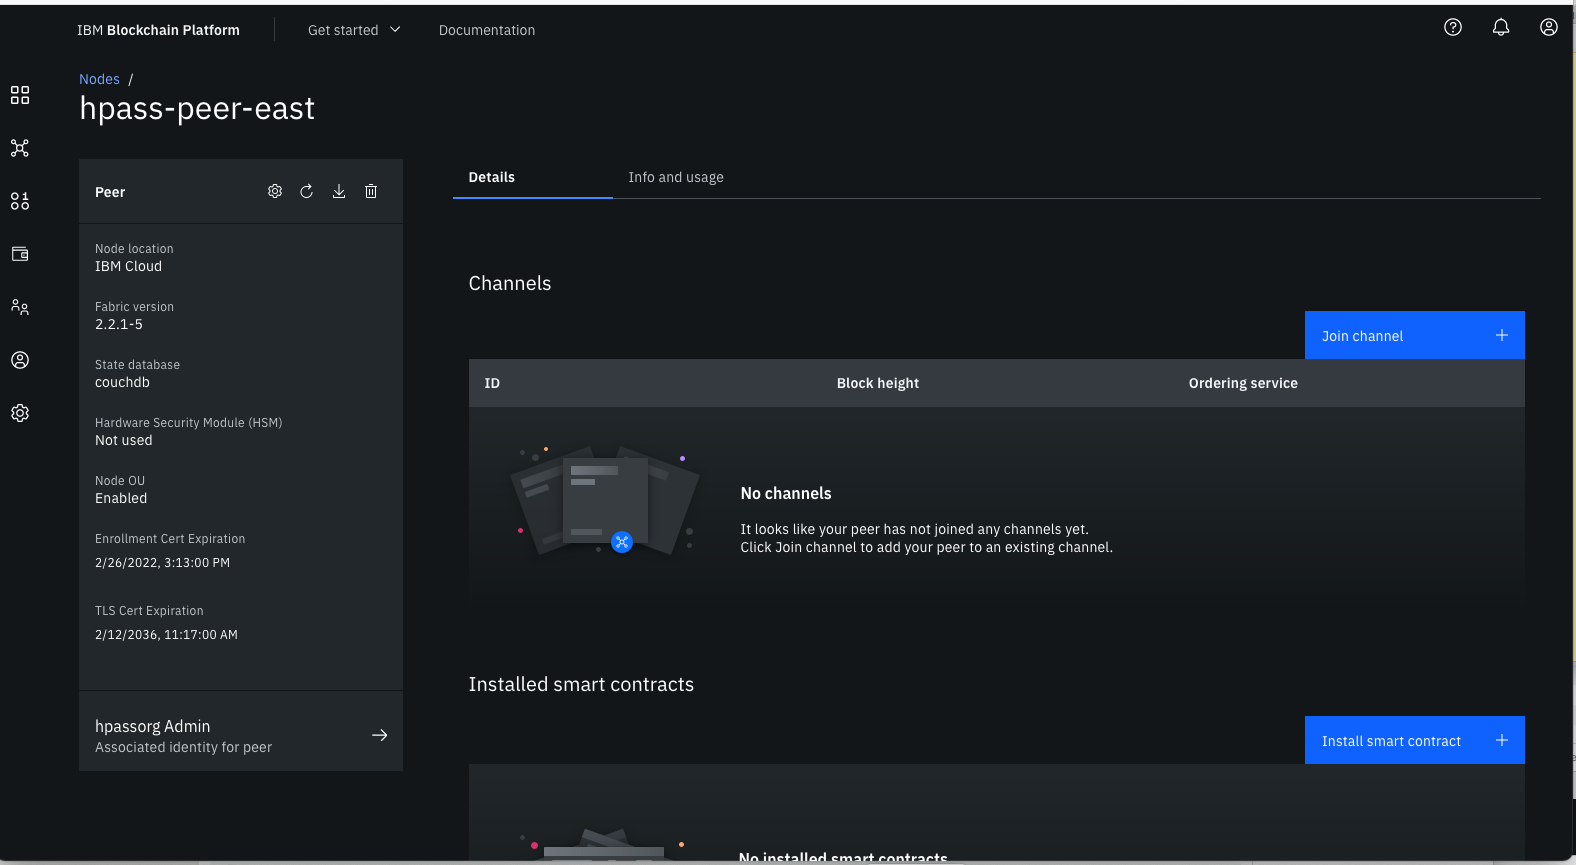 IBM Blockchain Platform
Get started
Documentation
Nodes /
hpass-peer-east
Peer
Node location
IBM Cloud
Fabric version
2.2.1-5
State database
couchdb
Hardware Security Module (HSM)
Not used
Node OU
Enabled
Enrollment Cert Expiration
2/26/2022, 3:13:00 PM
TLS Cert Expiration
2/12/2036, 11:17:00 AM
hpassorg Admin
Associated identity for peer
Details
Info and usage
Channels
Join channel
ID
Block height
Ordering service
No channels
It looks like your peer has not joined any channels yet.
Click Join channel to add your peer to an existing channel.
Installed smart contracts
Install smart contract
No installed smart contracts